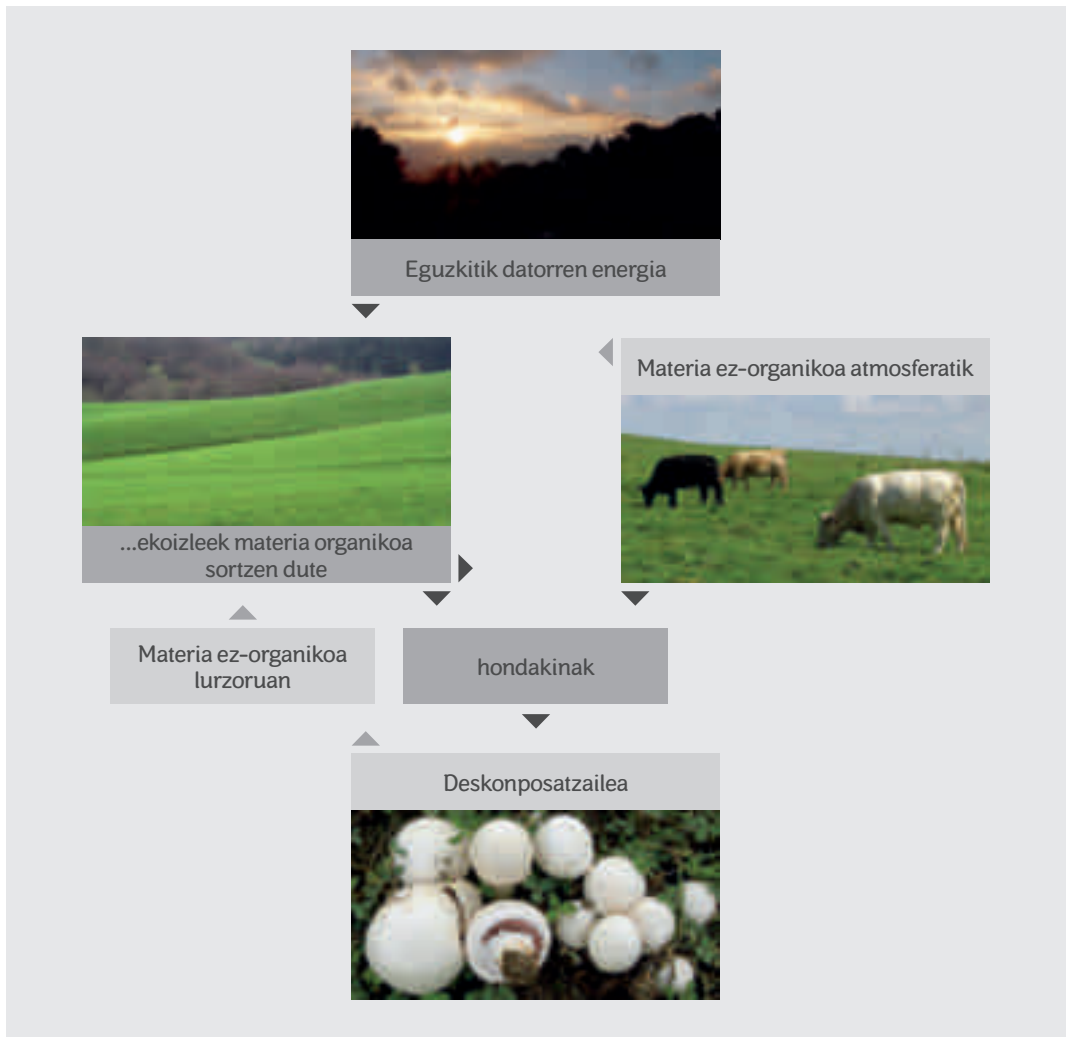 Eguzkitik datorren energia
Materia ez-organikoa atmosferatik
...ekoizleek materia organikoa
sortzen dute
Materia ez-organikoa
lurzoruan
hondakinak
Deskonposatzailea